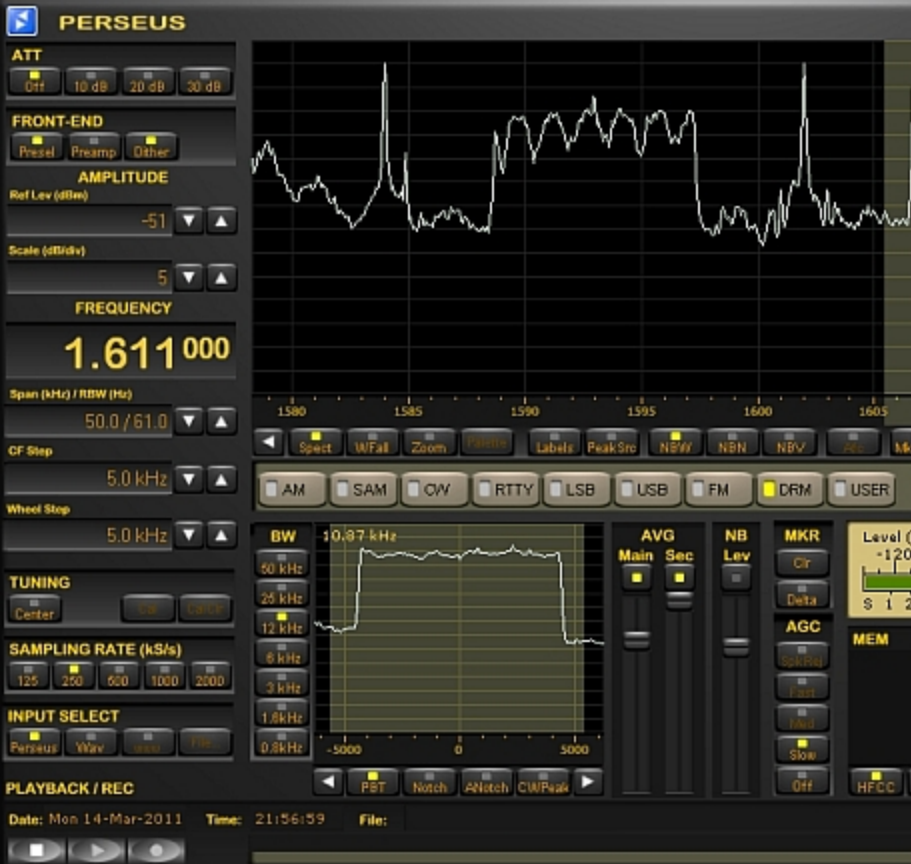 PERSEUS
ATT
Off 10 dB 20 dB 30 dB
FRONT-END
Presel Preamp Dither
AMPLITUDE
Ref Lev (dBm)
-51
Scale (dB/div)
5
FREQUENCY
1.611 000
Span (kHz) / RBW (Hz)
50.0 / 61.0
CF Step
5.0 kHz
Wheel Step
5.0 kHz
TUNING
Center Cal CalClr
SAMPLING RATE (kS/s)
125 250 500 1000 2000
INPUT SELECT
Perseus Wav
PLAYBACK / REC
Date: Mon 14-Mar-2011 Time: 21:56:59 File:
1580 1585 1590 1595 1600 1605
Spect WFall Zoom Palette Labels PeakSrc NBW NBN NBV
AM SAM CW RTTY LSB USB FM DRM USER
BW
50 kHz
25 kHz
12 kHz
6 kHz
3 kHz
1.6kHz
0.8kHz
10.87 kHz
-5000 0 5000
PBT Notch ANotch CWPeak
AVG
Main Sec
NB
Lev
MKR
Clr
Delta
AGC
SpkRej
Fast
Med
Slow
Off
Level (
-120
S 1 2
MEM
HFCC